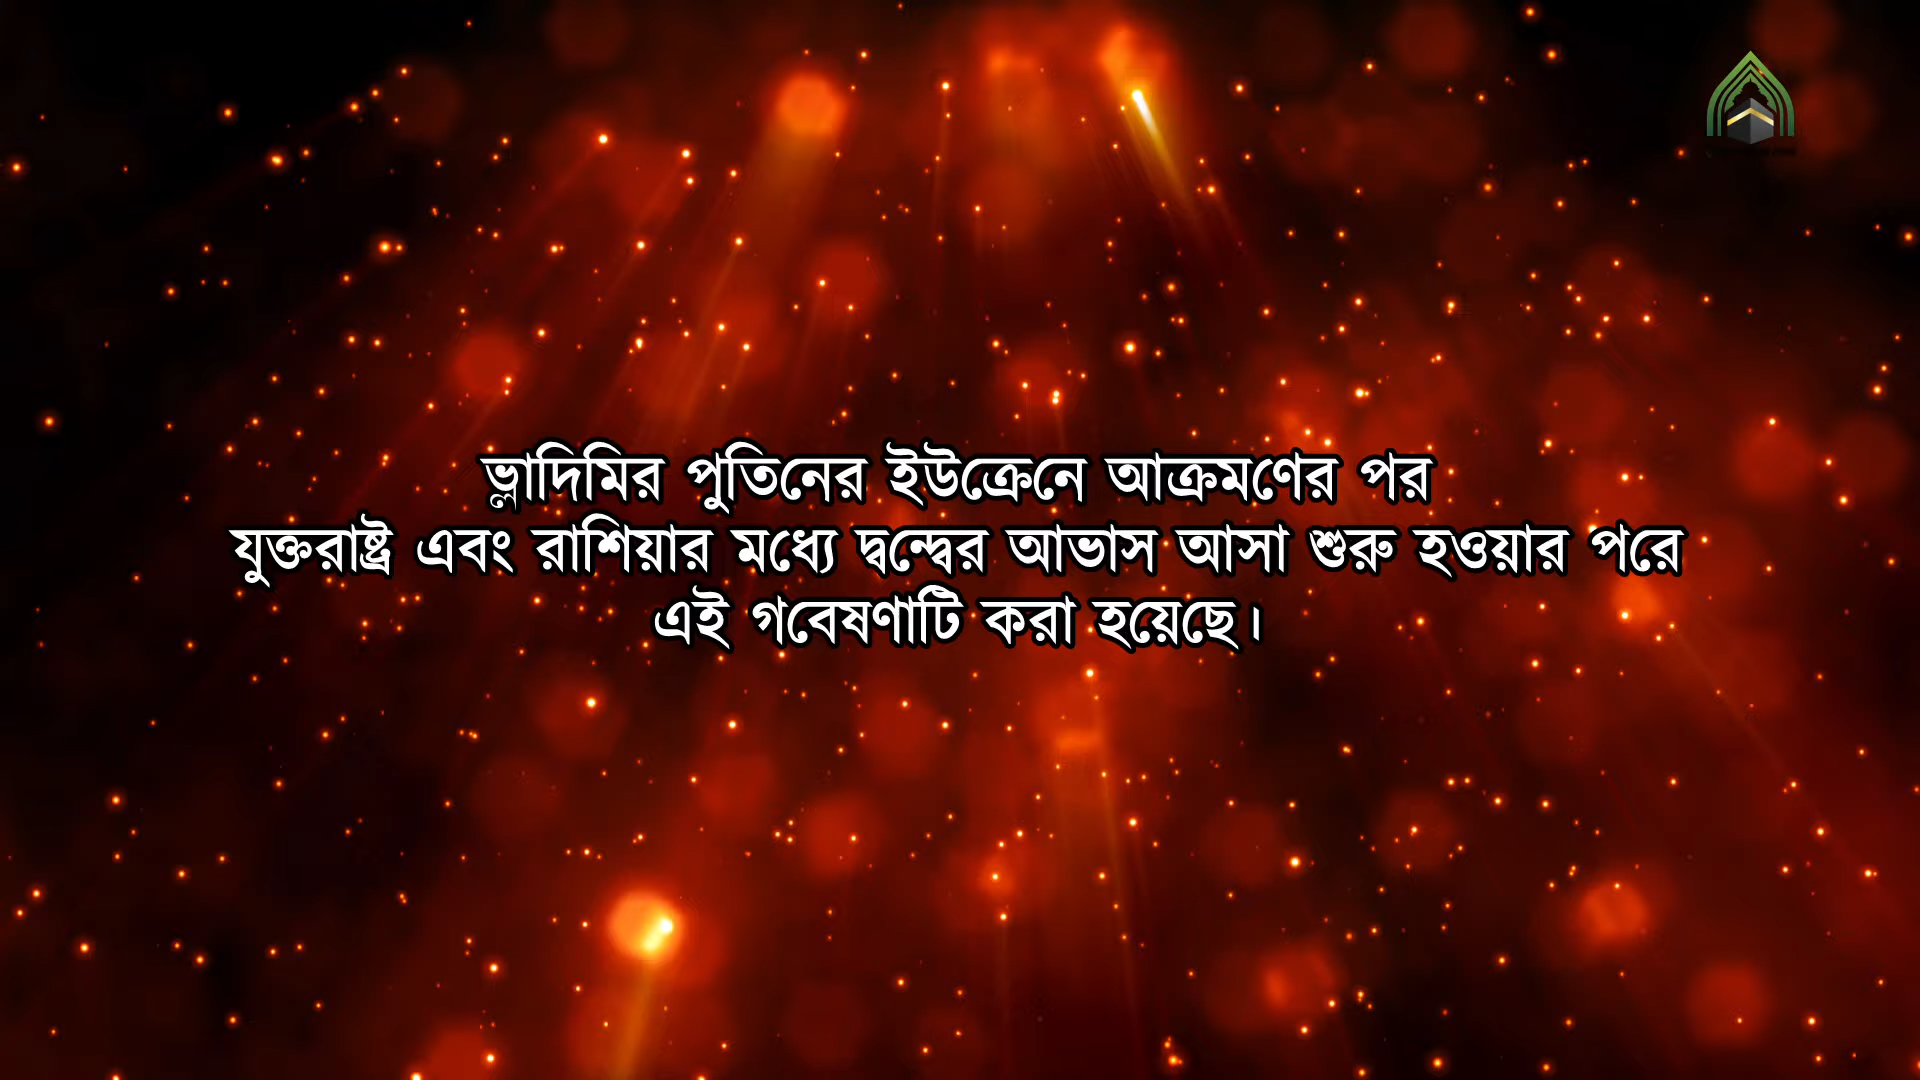 ভ্লাদিমির পুতিনের ইউক্রেনে আক্রমণের পর
যুক্তরাষ্ট্র এবং রাশিয়ার মধ্যে দ্বন্দ্বের আভাস আসা শুরু হওয়ার পরে
এই গবেষণাটি করা হয়েছে।